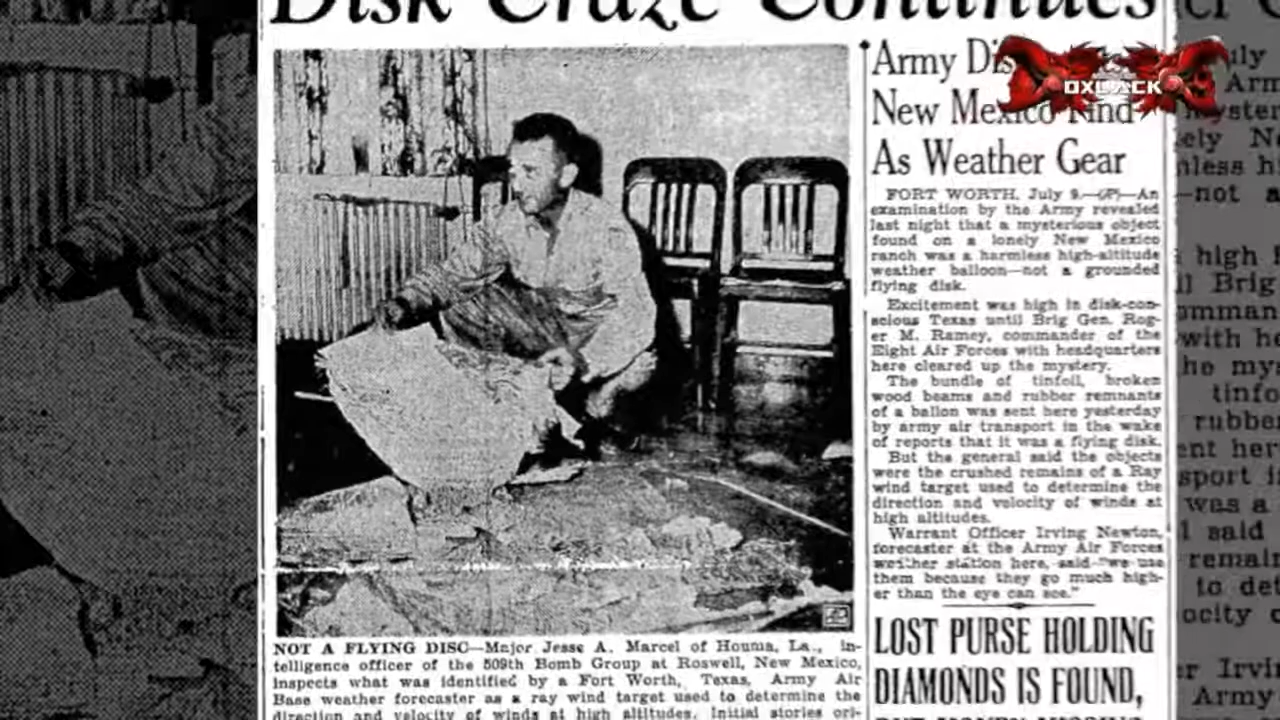 Disk Craze Continues
Army
New Mexico Find
As Weather Gear
FORT WORTH, July 9.—(AP)—An
examination by the Army revealed
last night that a mysterious object
found on a lonely New Mexico
ranch was a harmless high-altitude
weather balloon—not a grounded
flying disk.
Excitement was high in disk-con-
scious Texas until Brig Gen. Rog-
er M. Ramey, commander of the
Eight Air Forces with headquarters
here cleared up the mystery.
The bundle of tinfoil, broken
wood beams and rubber remnants
of a ballon was sent here yesterday
by army air transport in the wake
of reports that it was a flying disk.
But the general said the objects
were the crushed remains of a Ray
wind target used to determine the
direction and velocity of winds at
high altitudes.
Warrant Officer Irving Newton,
forecaster at the Army Air Forces
weather station here, said "we use
them because they go much high-
er than the eye can see."
LOST PURSE HOLDING
DIAMONDS IS FOUND,
NOT A FLYING DISC—Major Jesse A. Marcel of Houma, La., in-
telligence officer of the 509th Bomb Group at Roswell, New Mexico,
inspects what was identified by a Fort Worth, Texas, Army Air
Base weather forecaster as a ray wind target used to determine the
direction and velocity of winds at high altitudes. Initial stories ori-
OXLACK